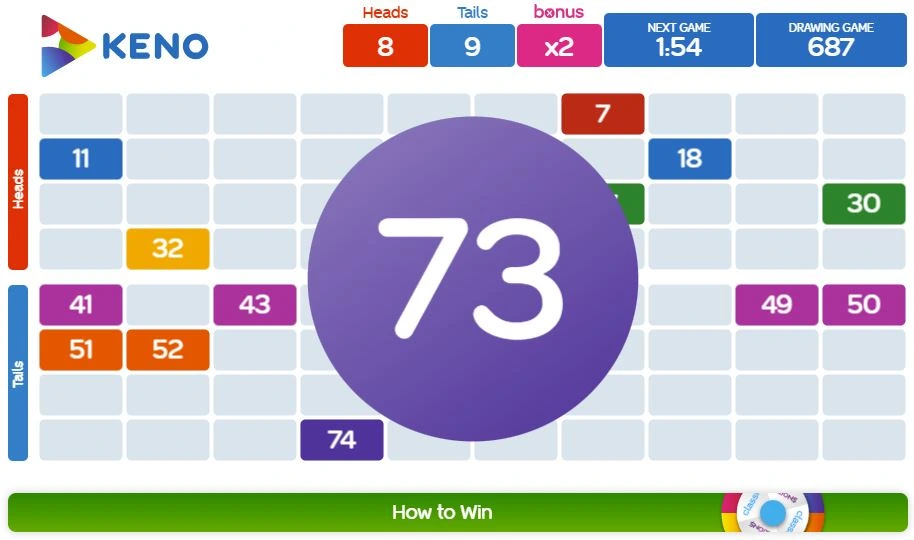 KENO
Heads
8
Tails
9
bonus
x2
NEXT GAME
1:54
DRAWING GAME
687
Heads
7
11
18
30
32
Tails
41
43
49
50
51
52
74
73
How to Win